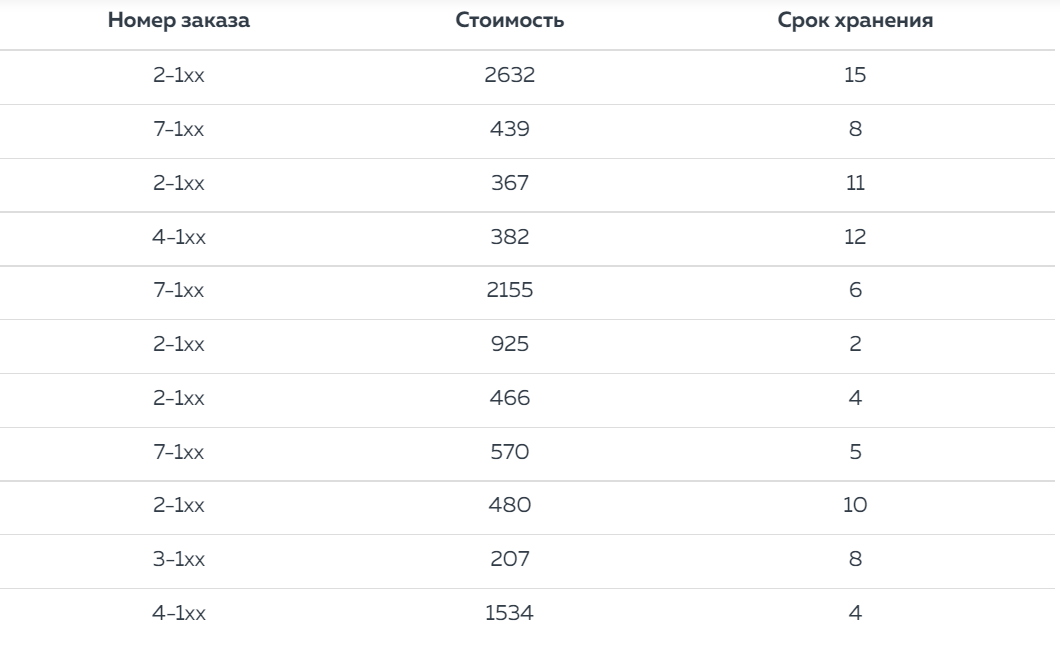 Номер заказа Стоимость Срок хранения
2-1xx 2632 15
7-1xx 439 8
2-1xx 367 11
4-1xx 382 12
7-1xx 2155 6
2-1xx 925 2
2-1xx 466 4
7-1xx 570 5
2-1xx 480 10
3-1xx 207 8
4-1xx 1534 4